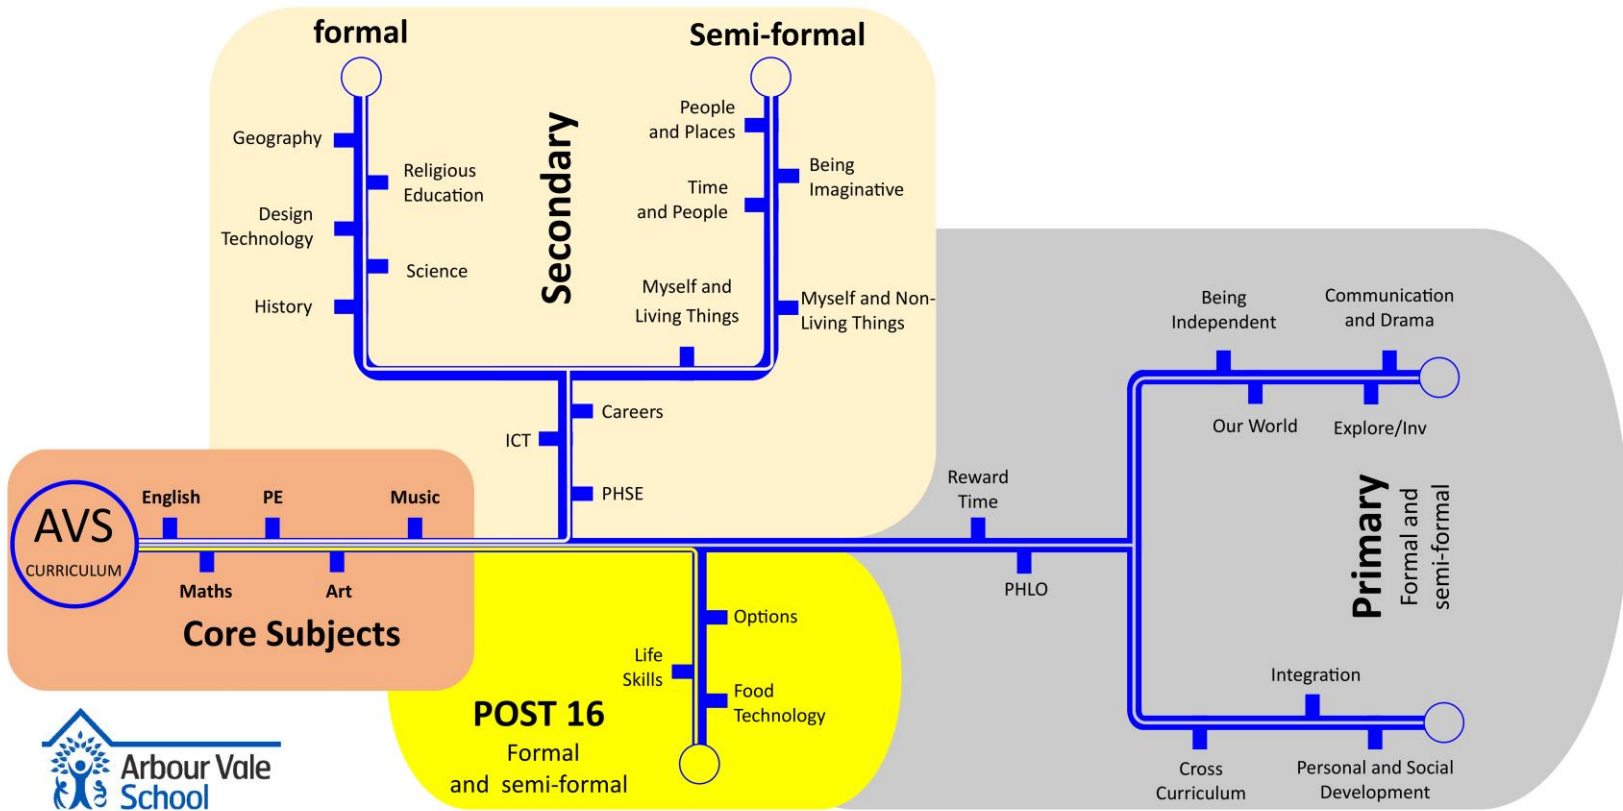 formal
Semi-formal
Secondary
Geography
Religious
Education
Design
Technology
Science
History
People
and Places
Being
Imaginative
Time
and People
Myself and
Living Things
Myself and Non-
Living Things
Careers
ICT
PHSE
AVS
CURRICULUM
English
PE
Music
Maths
Art
Core Subjects
Reward
Time
PHLO
Being
Independent
Communication
and Drama
Our World
Explore/Inv
Primary
Formal and
semi-formal
Integration
Cross
Curriculum
Personal and Social
Development
Options
Life
Skills
Food
Technology
POST 16
Formal
and semi-formal
Arbour Vale
School